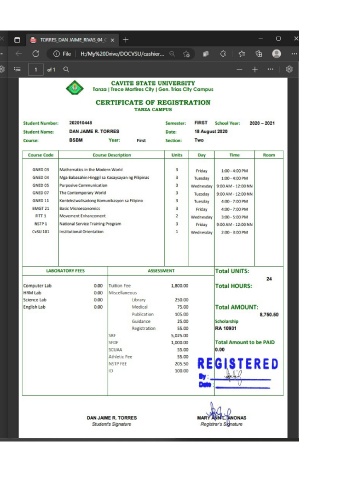 TORRES, DAN JAIME_RIVAS_04
File H:/My%20Drive/DOCVSU/cashier...
1 of 1
CAVITE STATE UNIVERSITY
Tanza | Trece Martires City | Gen. Trias City Campus
CERTIFICATE OF REGISTRATION
TANZA CAMPUS
Student Number: 202010448 Semester: FIRST School Year: 2020 – 2021
Student Name: DAN JAIME R. TORRES Date: 18 August 2020
Course: BSBM Year: First Section: Two
Course Code Course Description Units Day Time Room
GNED 03 Mathematics in the Modern World 3 Friday 1:00 - 4:00 PM
GNED 04 Mga Babasahin Hinggil sa Kasaysayan ng Pilipinas 3 Tuesday 1:00 - 4:00 PM
GNED 05 Purposive Communication 3 Wednesday 9:00 AM - 12:00 NN
GNED 07 The Contemporary World 3 Tuesday 9:00 AM - 12:00 NN
GNED 11 Kontekstwalisadong Komunikasyon sa Filipino 3 Tuesday 4:00 - 7:00 PM
BMGT 21 Basic Microeconomics 3 Friday 4:00 - 7:00 PM
FITT 1 Movement Enhancement 2 Wednesday 3:00 - 5:00 PM
NSTP 1 National Service Training Program 3 Friday 9:00 AM - 12:00 NN
CvSU 101 Institutional Orientation 1 Wednesday 2:00 - 3:00 PM
LABORATORY FEES ASSESSMENT Total UNITS:
24
Computer Lab 0.00 Tuition Fee 1,800.00 Total HOURS:
HRM Lab 0.00 Miscellaneous
Science Lab 0.00 Library 250.00
English Lab 0.00 Medical 75.00 Total AMOUNT:
Publication 105.00 8,750.50
Guidance 25.00 Scholarship
Registration 55.00 RA 10931
SRF 5,025.00
SFDF 1,000.00 Total Amount to be PAID
SCUAA 55.00 0.00
Athletic Fee 55.00
NSTP FEE 205.50
ID 100.00
REGISTERED
By :
Date :
DAN JAIME R. TORRES
Student's Signature
Registrar's Signature